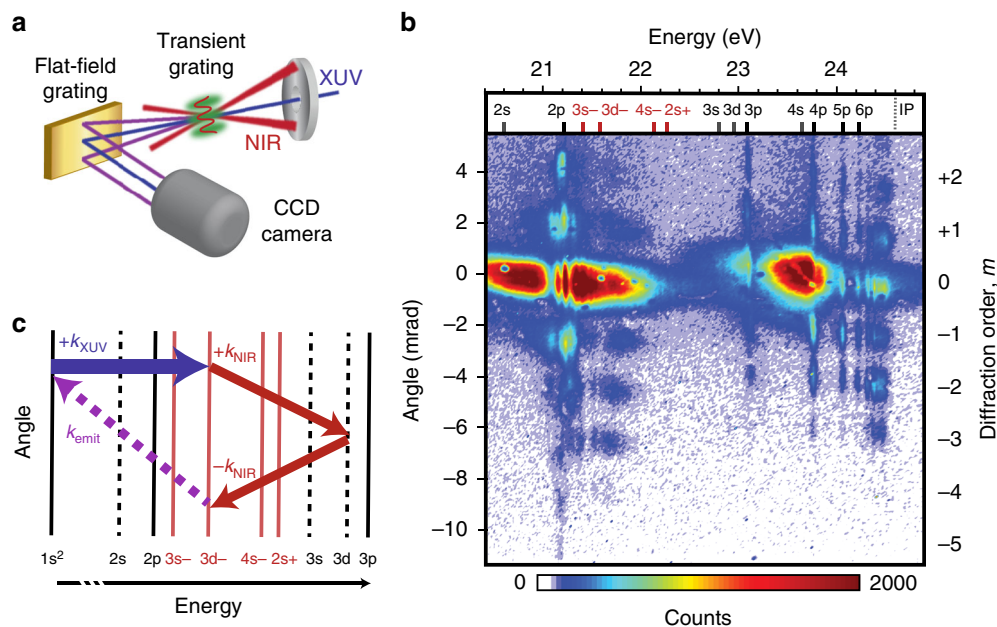 a
Transient
grating
Flat-field
grating
XUV
NIR
CCD
camera
b
Energy (eV)
21 22 23 24
2s 2p 3s– 3d– 4s– 2s+ 3s 3d 3p 4s 4p 5p 6p IP
4
2
0
−2
−4
−6
−8
−10
Angle (mrad)
+2
+1
0
−1
−2
−3
−4
−5
Diffraction order, m
0 2000
Counts
c
+kXUV
+kNIR
kemit
−kNIR
Angle
1s² 2s 2p 3s– 3d– 4s– 2s+ 3s 3d 3p
Energy